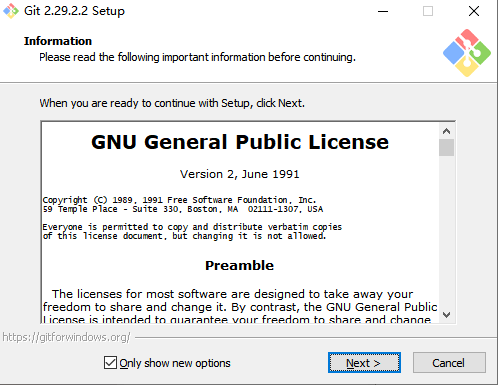 Git 2.29.2.2 Setup
Information
Please read the following important information before continuing.
When you are ready to continue with Setup, click Next.
GNU General Public License
Version 2, June 1991
Copyright (C) 1989, 1991 Free Software Foundation, Inc.
59 Temple Place - Suite 330, Boston, MA  02111-1307, USA
Everyone is permitted to copy and distribute verbatim copies
of this license document, but changing it is not allowed.
Preamble
The licenses for most software are designed to take away your
freedom to share and change it. By contrast, the GNU General Public
License is intended to guarantee your freedom to share and change
https://gitforwindows.org/
Only show new options
Next >
Cancel